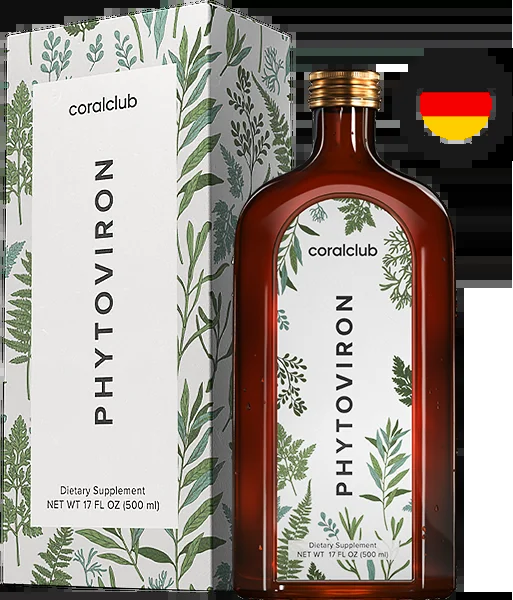 coralclub
PHYTOVIRON
Dietary Supplement
NET WT 17 FL OZ (500 ml)
coralclub
PHYTOVIRON
Dietary Supplement
NET WT 17 FL OZ (500 ml)